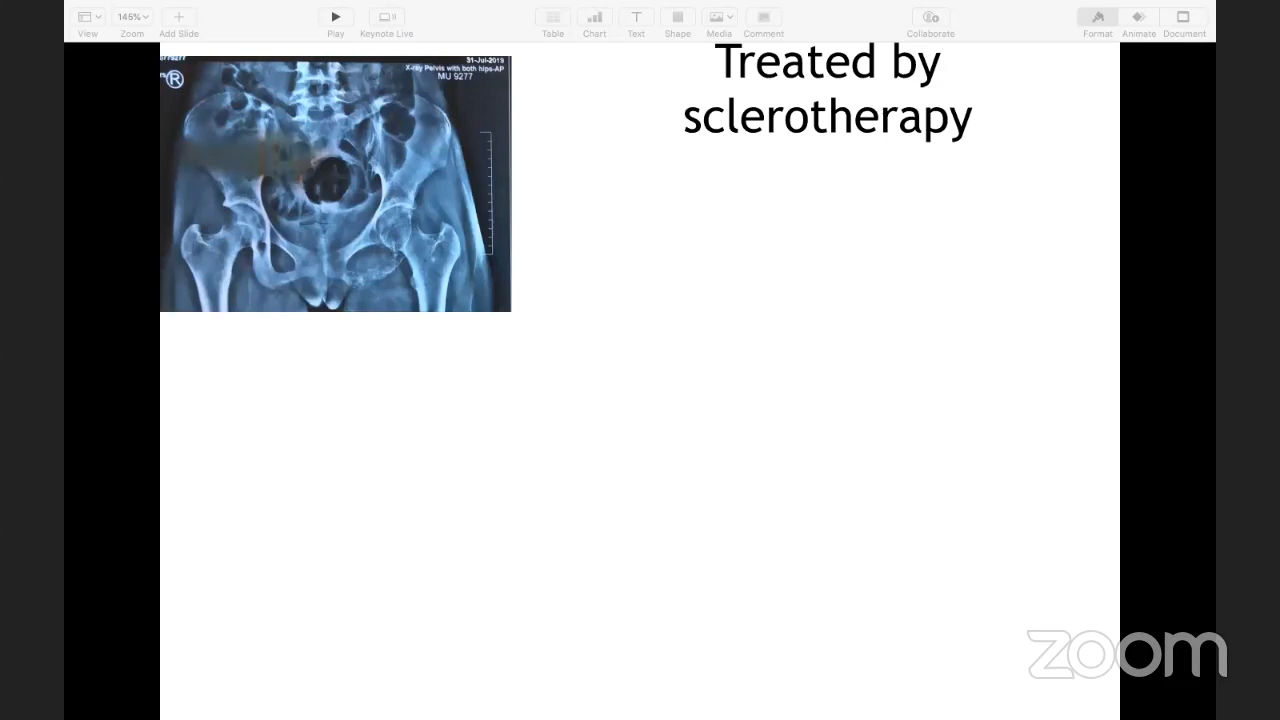 View
145%
Zoom
Add Slide
Play
Keynote Live
Table
Chart
Text
Shape
Media
Comment
Collaborate
Format
Animate
Document
Treated by
sclerotherapy
31-Jul-2019
X-ray Pelvis with both hips-AP
MU 9277
R
zoom